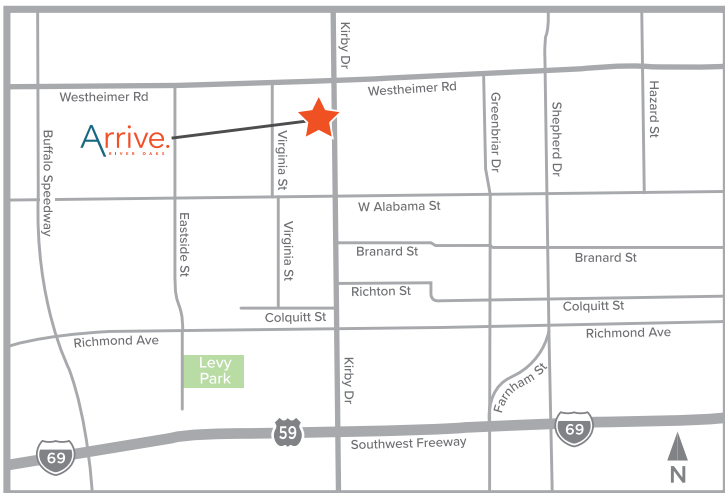 Kirby Dr
Westheimer Rd
Westheimer Rd
Arrive.
RIVER OAKS
Buffalo Speedway
Virginia St
Greenbriar Dr
Shepherd Dr
Hazard St
W Alabama St
Eastside St
Virginia St
Branard St
Branard St
Richton St
Colquitt St
Colquitt St
Richmond Ave
Richmond Ave
Levy
Park
Kirby Dr
Farnham St
59
69
Southwest Freeway
69
N